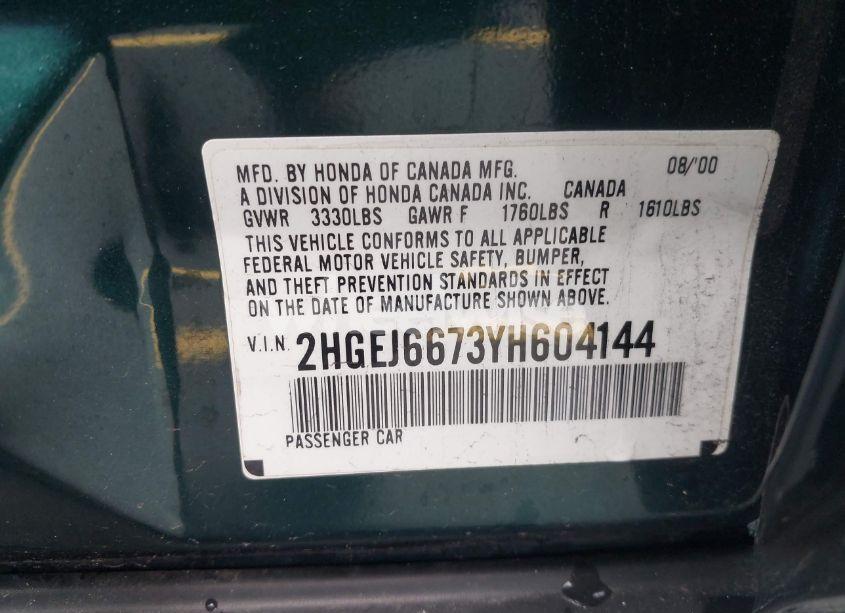 MFD. BY HONDA OF CANADA MFG. 08/'00
A DIVISION OF HONDA CANADA INC. CANADA
GVWR 3330LBS GAWR F 1760LBS R 1610LBS
THIS VEHICLE CONFORMS TO ALL APPLICABLE
FEDERAL MOTOR VEHICLE SAFETY, BUMPER,
AND THEFT PREVENTION STANDARDS IN EFFECT
ON THE DATE OF MANUFACTURE SHOWN ABOVE.
V.I.N. 2HGEJ6673YH604144
PASSENGER CAR